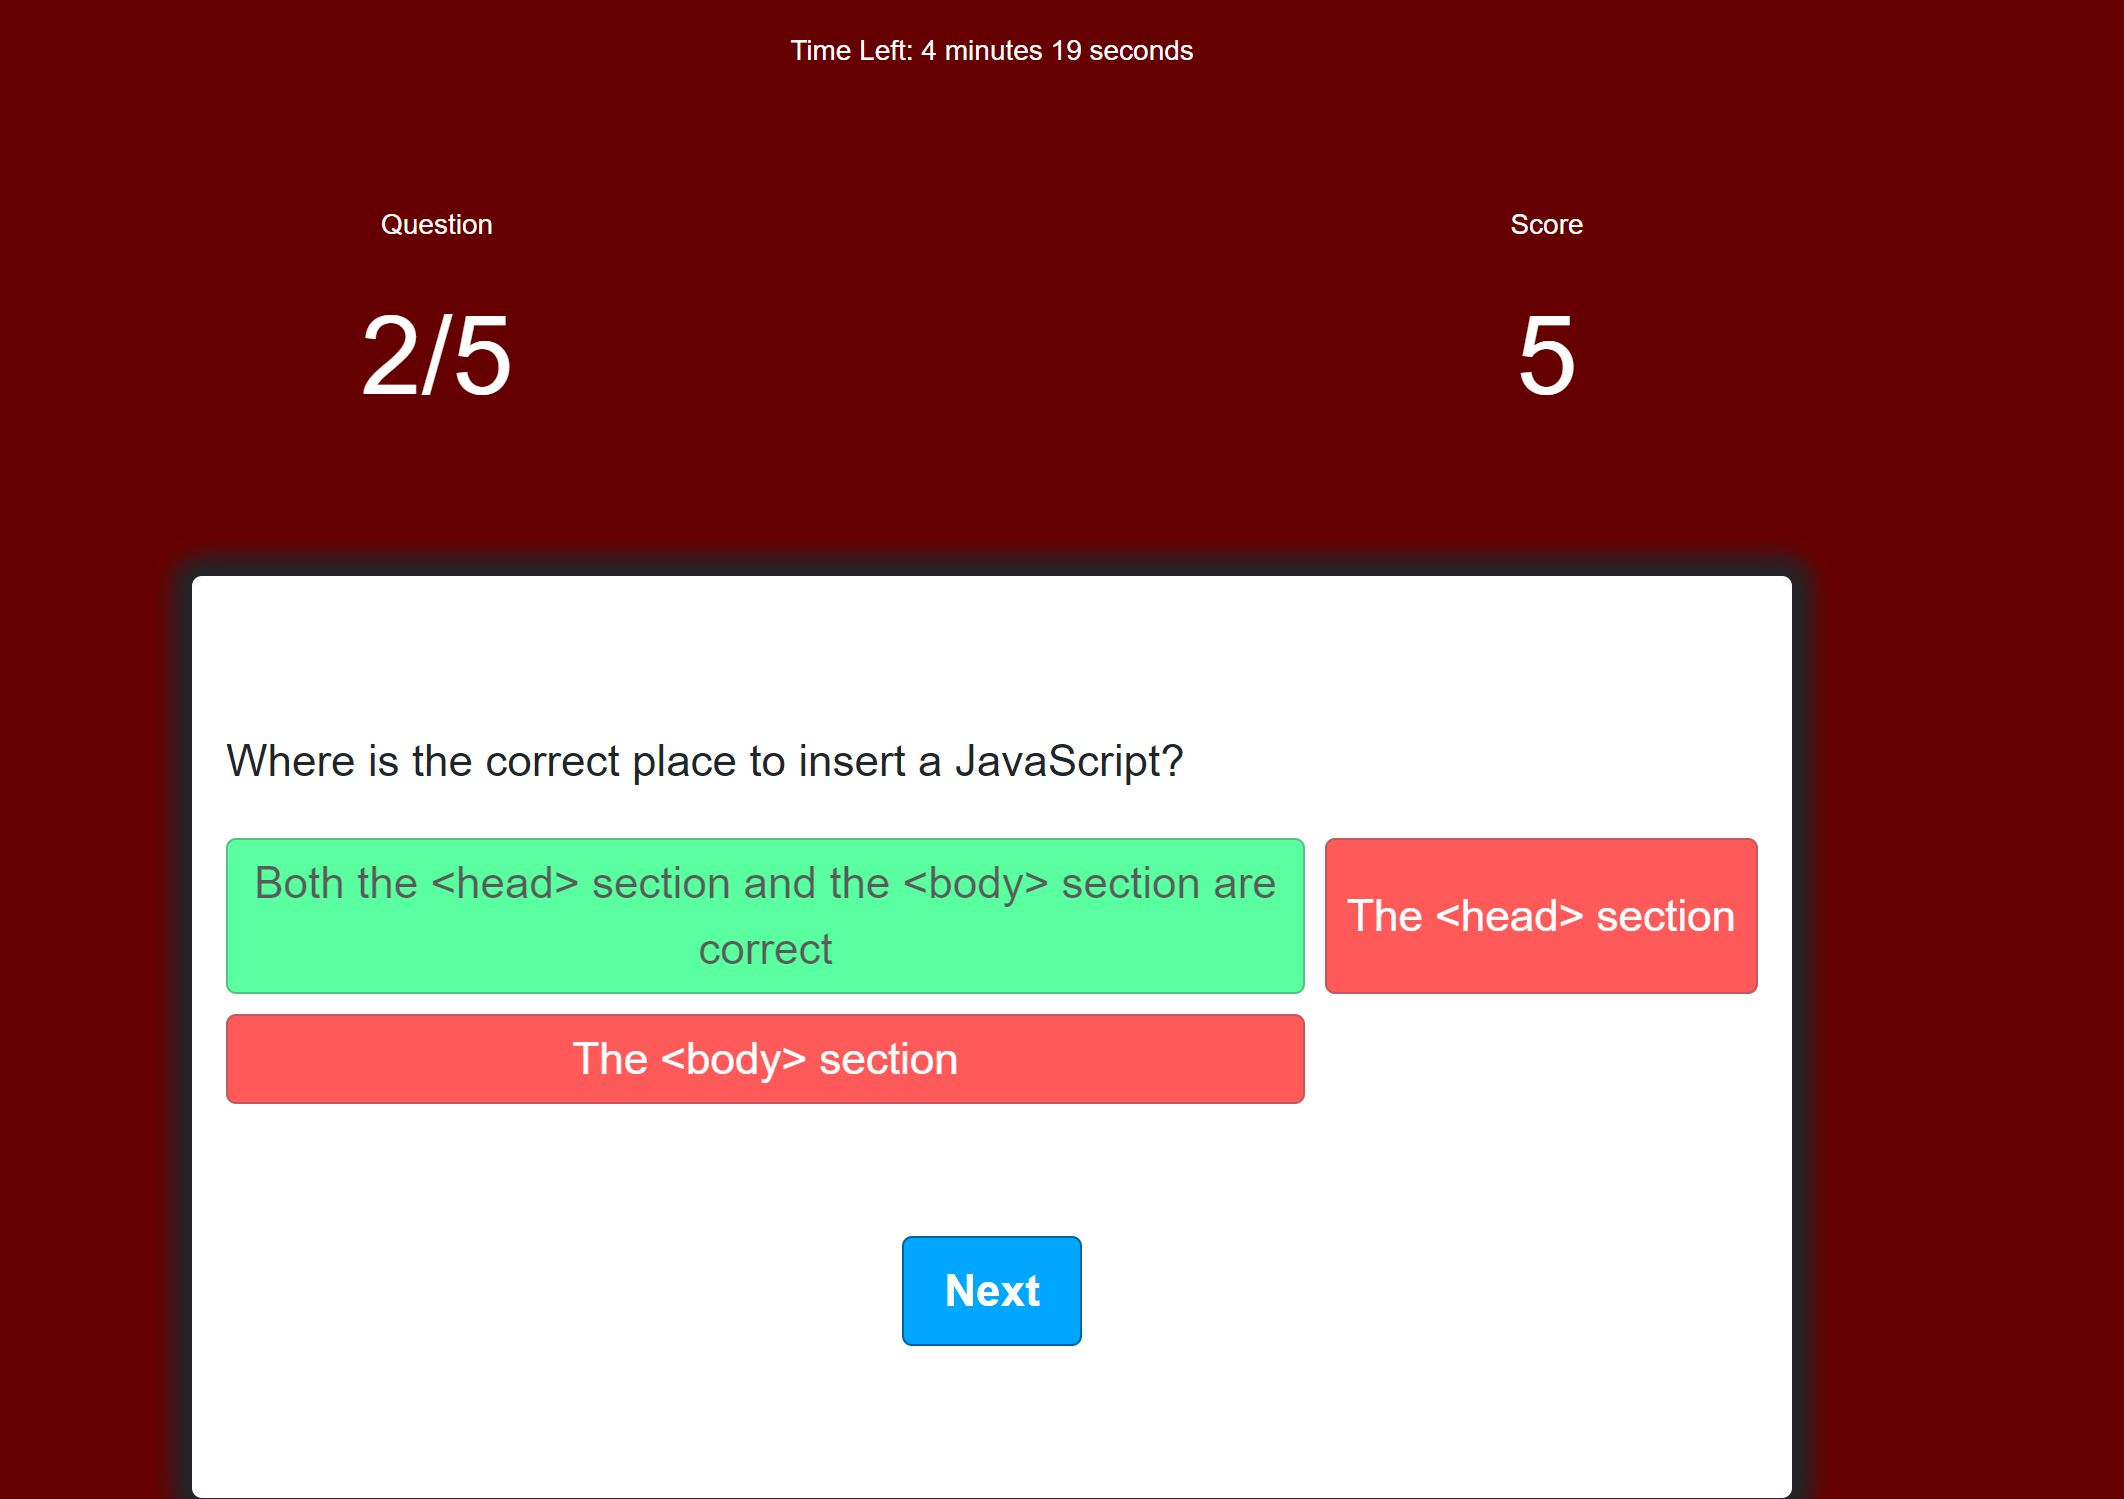 Time Left: 4 minutes 19 seconds
Question
Score
2/5
5
Where is the correct place to insert a JavaScript?
Both the <head> section and the <body> section are
correct
The <head> section
The <body> section
Next